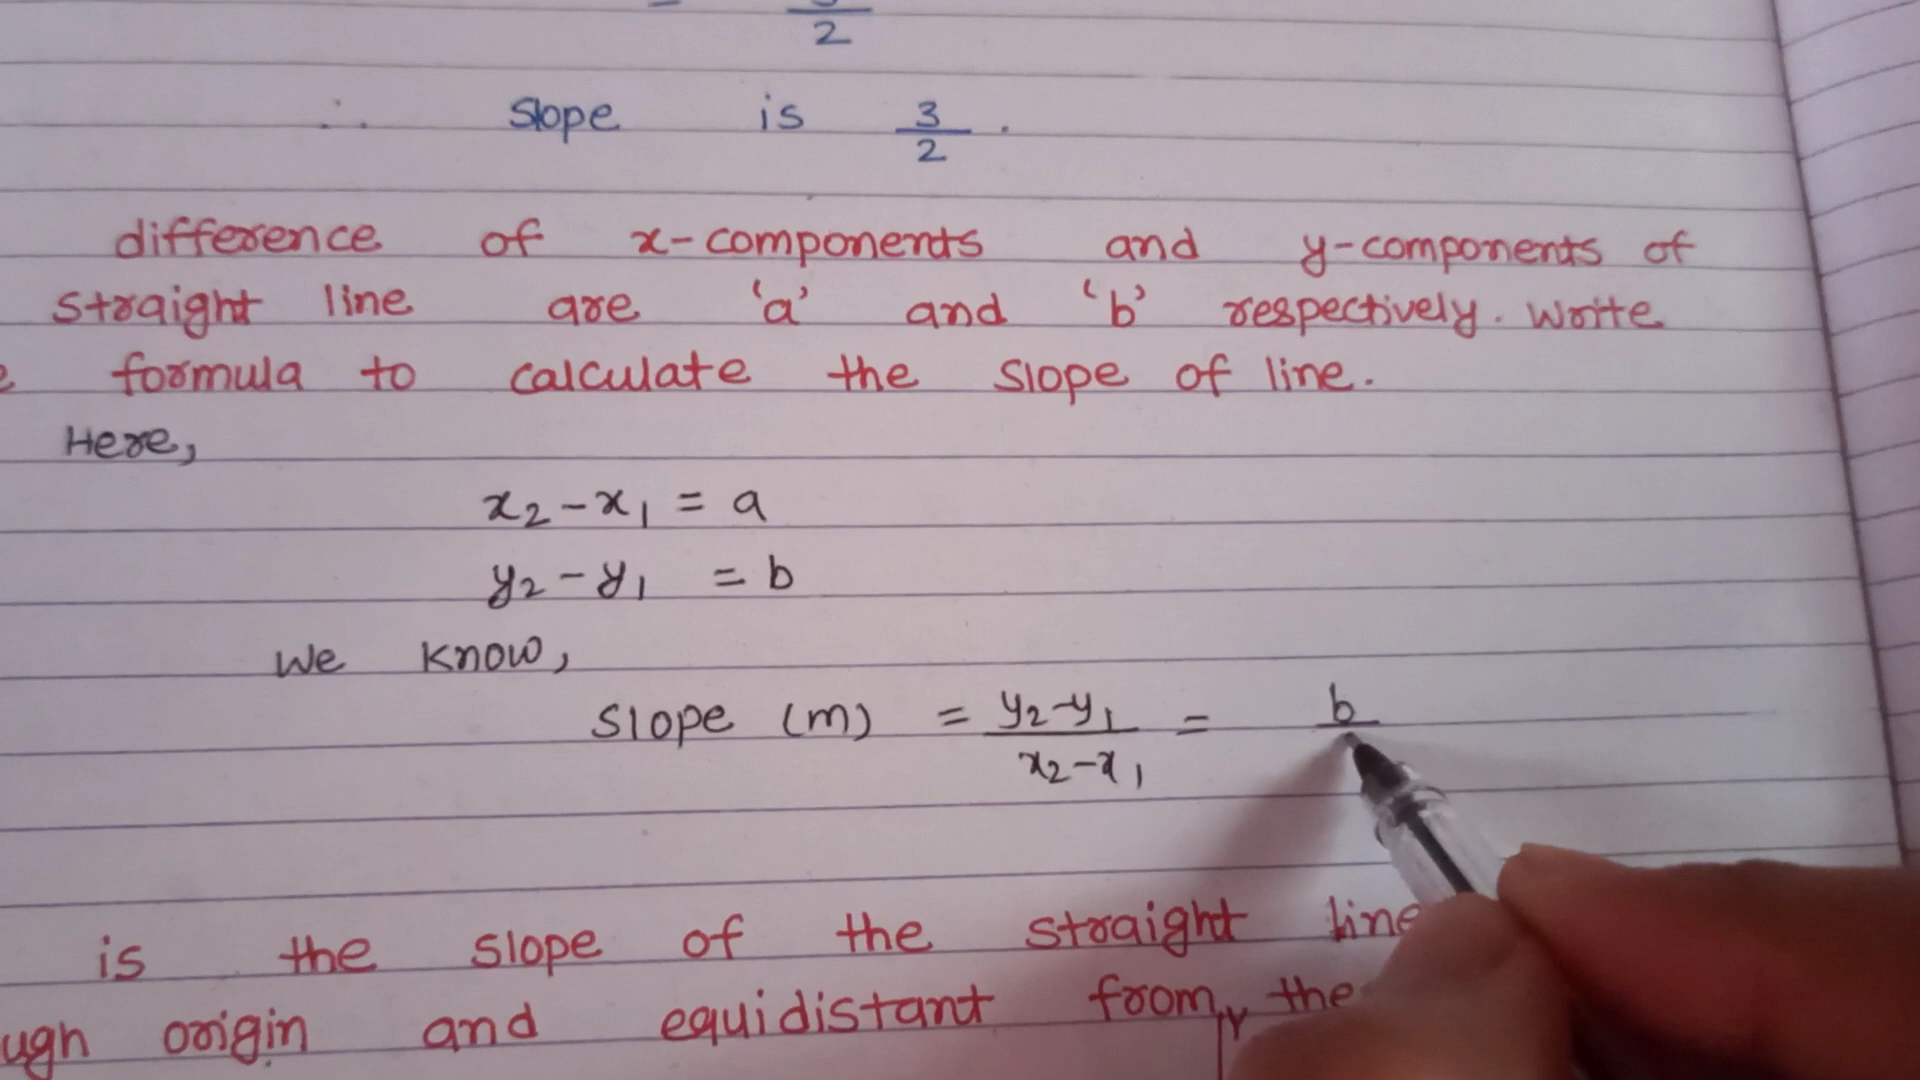 2
∴ Slope is 3/2.
difference of x-components and y-components of
straight line are 'a' and 'b' respectively. Write
formula to calculate the slope of line.
Here,
x₂-x₁ = a
y₂-y₁ = b
We know,
Slope (m) = y₂-y₁/x₂-x₁ = b
is the slope of the straight line
ugh origin and equidistant from the